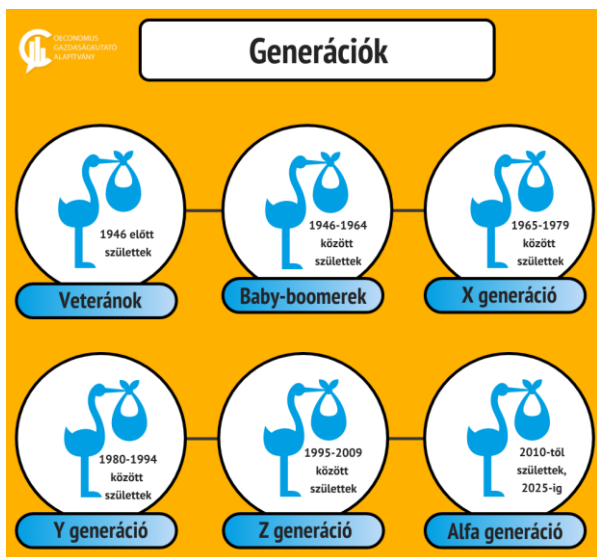 OECONOMUS
GAZDASÁGKUTATÓ
ALAPÍTVÁNY
Generációk
1946 előtt
születtek
Veteránok
1946-1964
között
születtek
Baby-boomerek
1965-1979
között
születtek
X generáció
1980-1994
között
születtek
Y generáció
1995-2009
között
születtek
Z generáció
2010-től
születtek,
2025-ig
Alfa generáció